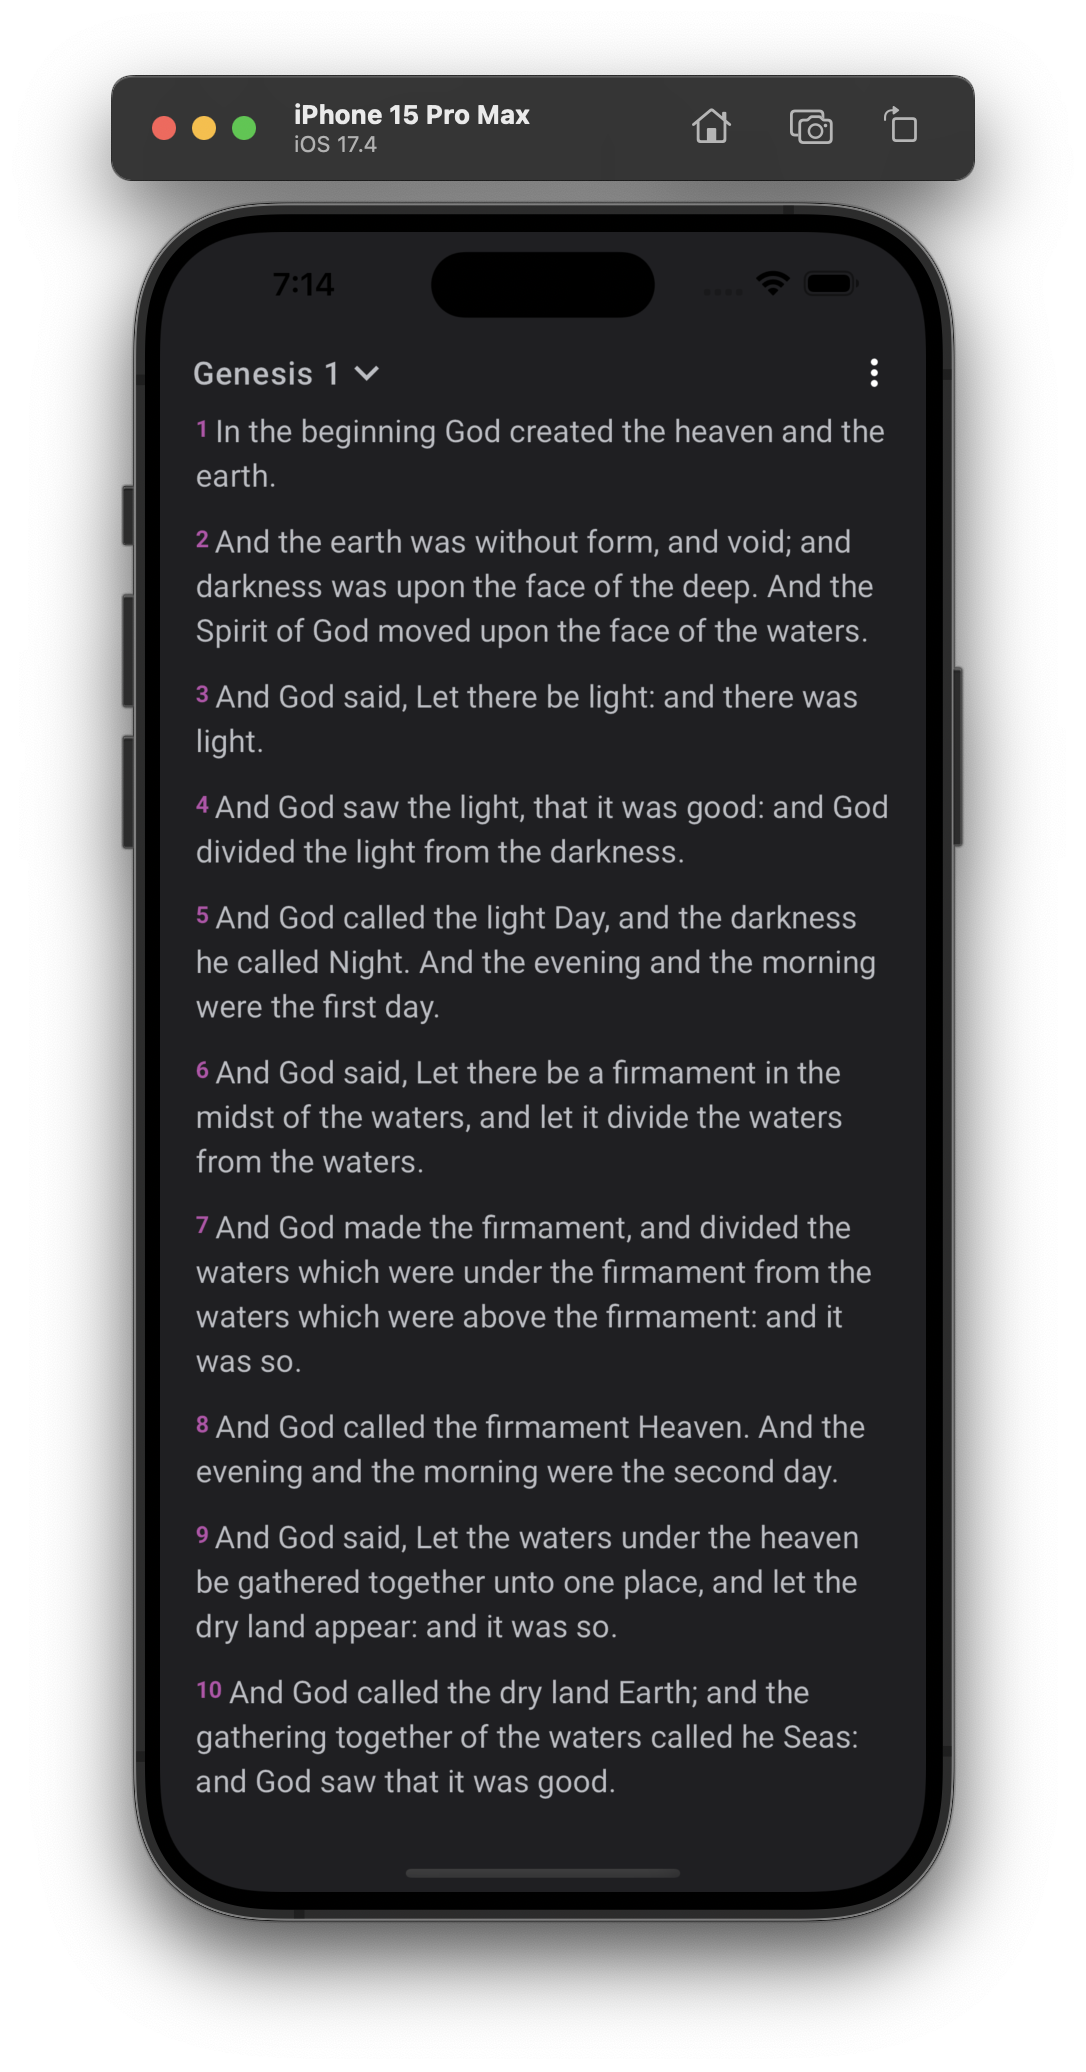 iPhone 15 Pro Max
iOS 17.4
7:14
Genesis 1
1 In the beginning God created the heaven and the
earth.
2 And the earth was without form, and void; and
darkness was upon the face of the deep. And the
Spirit of God moved upon the face of the waters.
3 And God said, Let there be light: and there was
light.
4 And God saw the light, that it was good: and God
divided the light from the darkness.
5 And God called the light Day, and the darkness
he called Night. And the evening and the morning
were the first day.
6 And God said, Let there be a firmament in the
midst of the waters, and let it divide the waters
from the waters.
7 And God made the firmament, and divided the
waters which were under the firmament from the
waters which were above the firmament: and it
was so.
8 And God called the firmament Heaven. And the
evening and the morning were the second day.
9 And God said, Let the waters under the heaven
be gathered together unto one place, and let the
dry land appear: and it was so.
10 And God called the dry land Earth; and the
gathering together of the waters called he Seas:
and God saw that it was good.